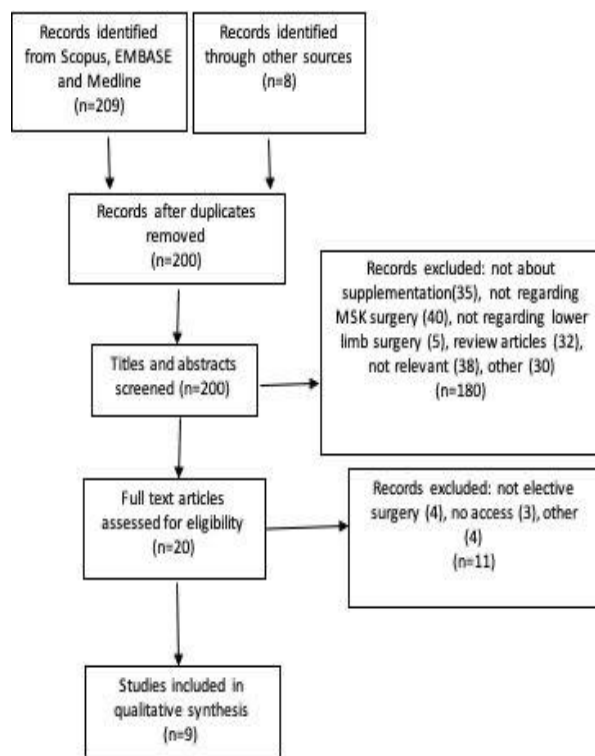 Records identified
from Scopus, EMBASE
and Medline
(n=209)
Records identified
through other sources
(n=8)
Records after duplicates
removed
(n=200)
Records excluded: not about
supplementation(35), not regarding
MSK surgery (40), not regarding lower
limb surgery (5), review articles (32),
not relevant (38), other (30)
(n=180)
Titles and abstracts
screened (n=200)
Full text articles
assessed for eligibility
(n=20)
Records excluded: not elective
surgery (4), no access (3), other
(4)
(n=11)
Studies included in
qualitative synthesis
(n=9)